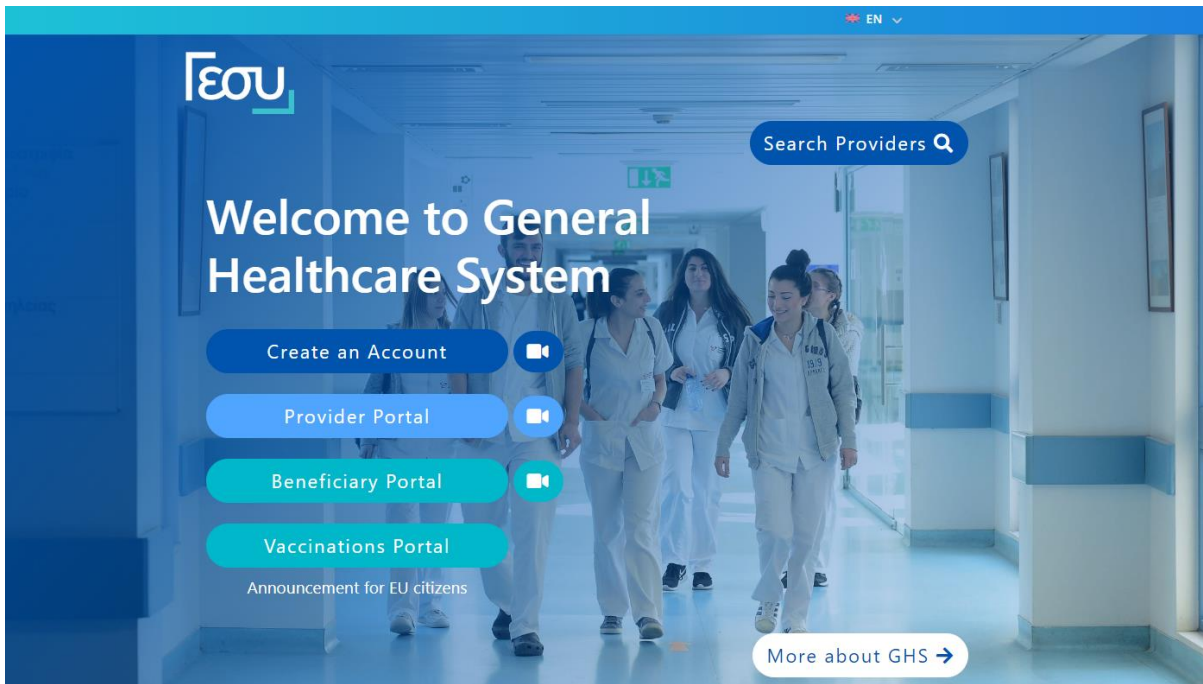 EN
Γεσυ
Search Providers
Welcome to General
Healthcare System
Create an Account
Provider Portal
Beneficiary Portal
Vaccinations Portal
Announcement for EU citizens
More about GHS →